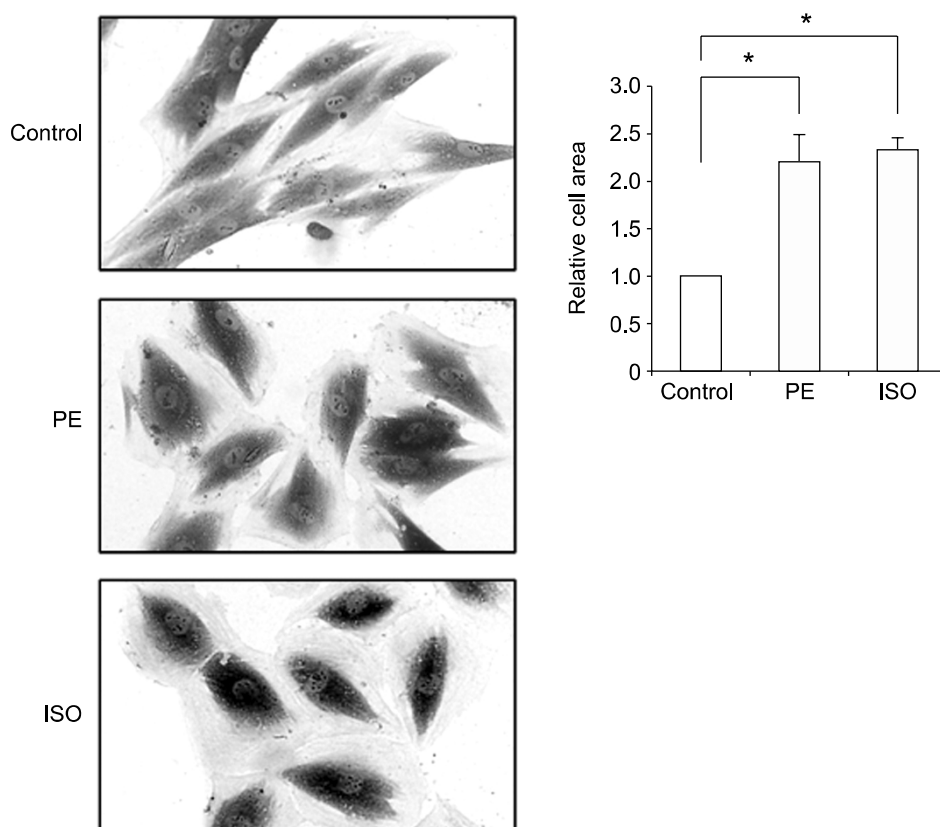 Control
PE
ISO
*
*
Relative cell area
3.0
2.5
2.0
1.5
1.0
0.5
0
Control PE ISO